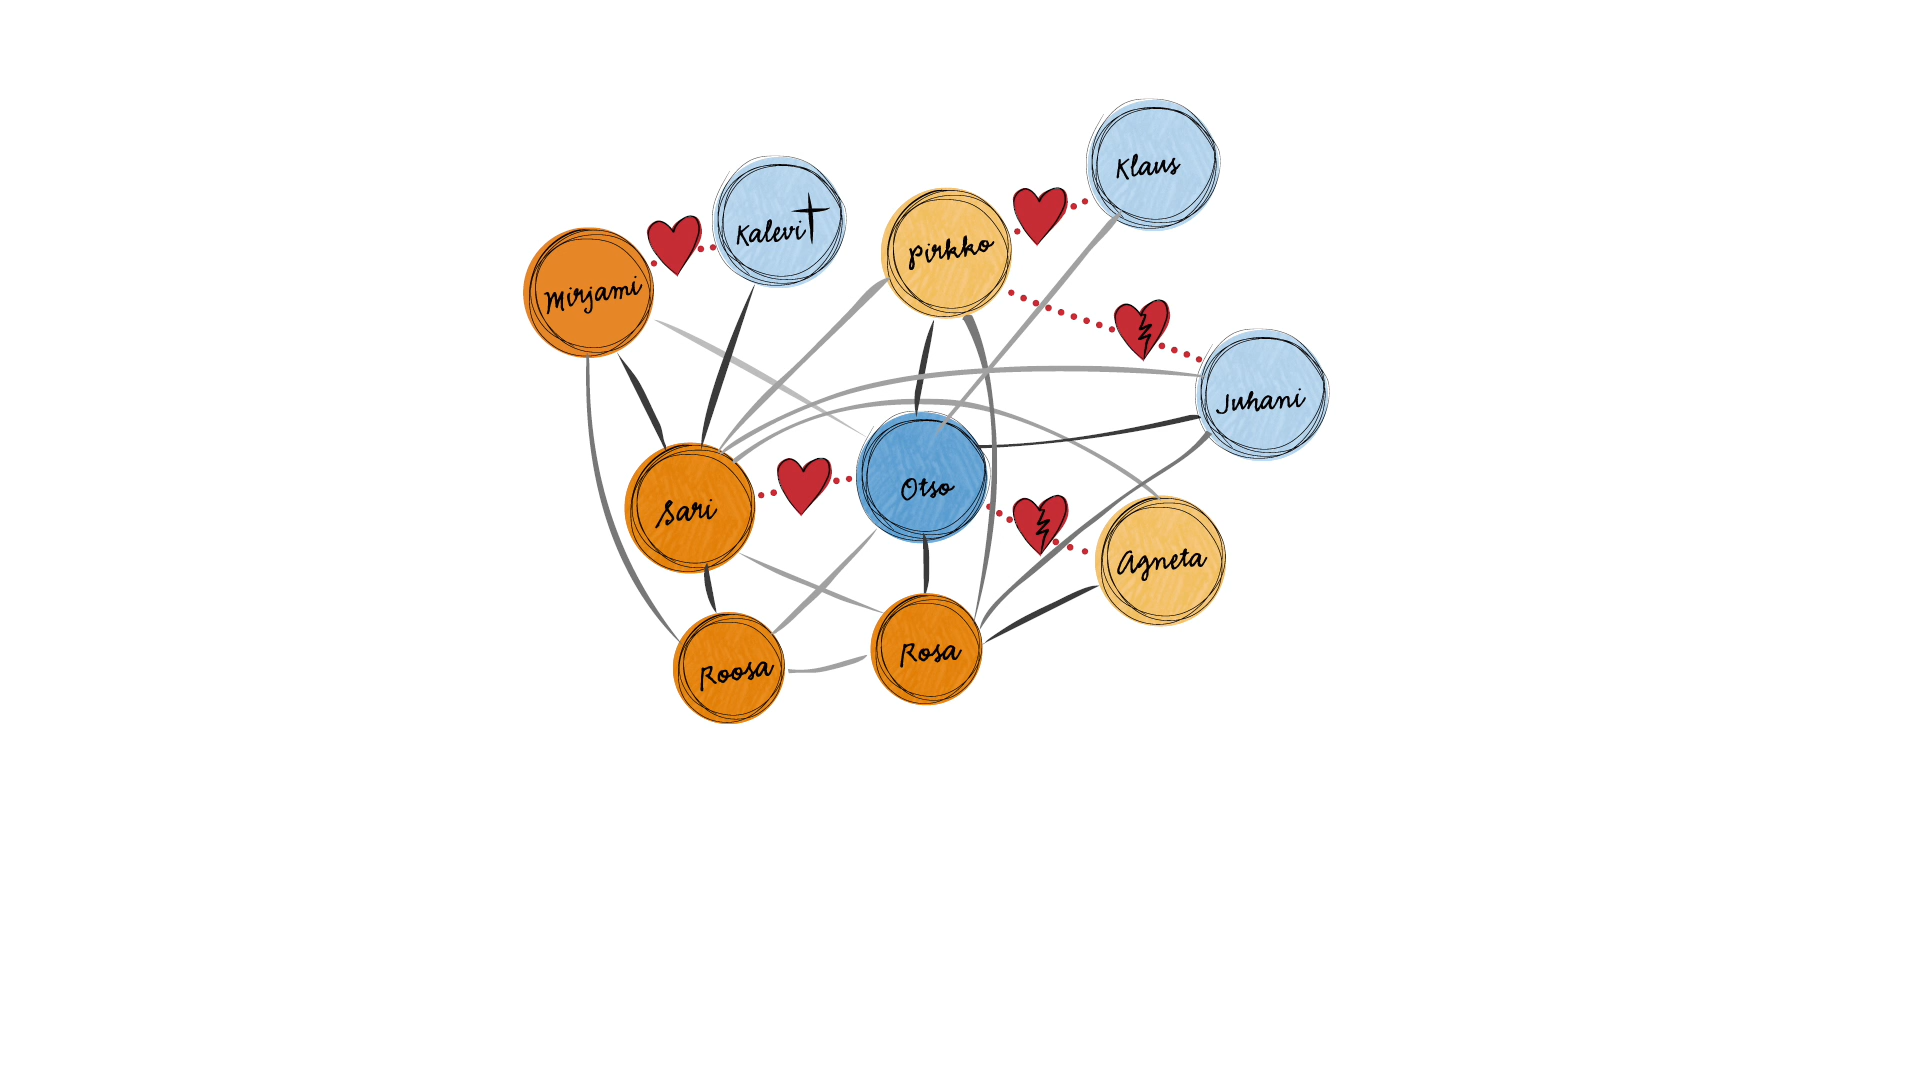 Klaus
Kalevi
Pirkko
Mirjami
Juhani
Sari
Otso
Agneta
Roosa
Rosa